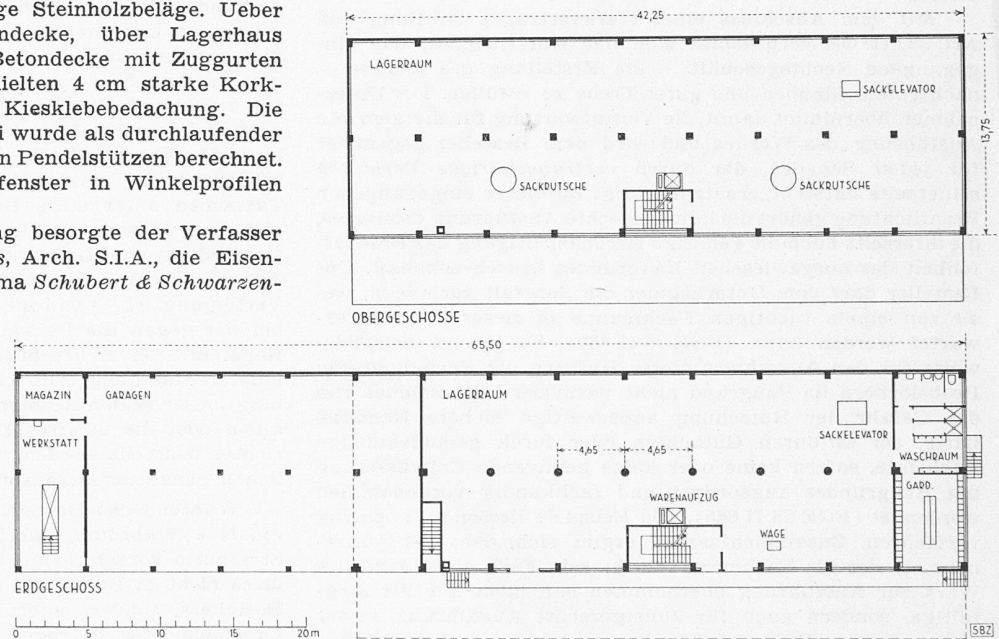 ge Steinholzbeläge. Ueber
ndecke, über Lagerhaus
Betondecke mit Zuggurten
ielten 4 cm starke Kork-
Kiesklebebedachung. Die
i wurde als durchlaufender
n Pendelstützen berechnet.
fenster in Winkelprofilen
ng besorgte der Verfasser
s, Arch. S.I.A., die Eisen-
ma Schubert & Schwarzen-
42,25
LAGERRAUM
SACKELEVATOR
13,75
SACKRUTSCHE
SACKRUTSCHE
OBERGESCHOSSE
65,50
MAGAZIN
GARAGEN
LAGERRAUM
WERKSTATT
SACKELEVATOR
4,65
4,65
WASCHRAUM
GARD.
WARENAUFZUG
WAGE
ERDGESCHOSS
0 5 10 15 20m
SBZ